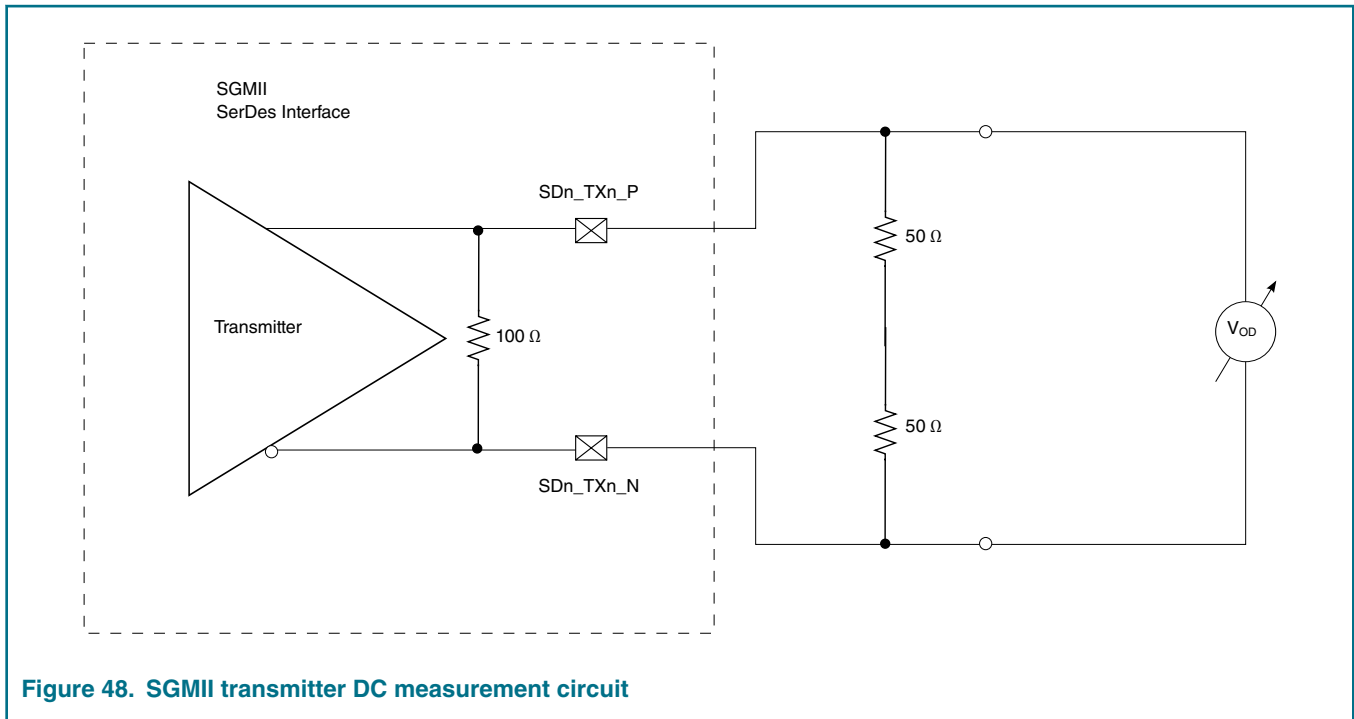 SGMII
SerDes Interface
SDn_TXn_P
50 Ω
Transmitter
100 Ω
VOD
50 Ω
SDn_TXn_N
Figure 48. SGMII transmitter DC measurement circuit